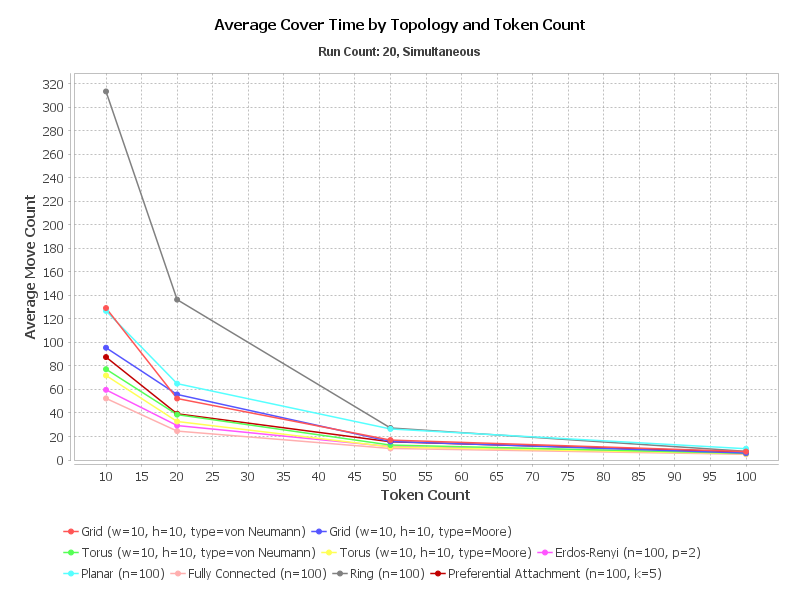 Average Cover Time by Topology and Token Count
Run Count: 20, Simultaneous
Average Move Count
320
300
280
260
240
220
200
180
160
140
120
100
80
60
40
20
0
10 15 20 25 30 35 40 45 50 55 60 65 70 75 80 85 90 95 100
Token Count
Grid (w=10, h=10, type=von Neumann) Grid (w=10, h=10, type=Moore)
Torus (w=10, h=10, type=von Neumann) Torus (w=10, h=10, type=Moore) Erdos-Renyi (n=100, p=2)
Planar (n=100) Fully Connected (n=100) Ring (n=100) Preferential Attachment (n=100, k=5)